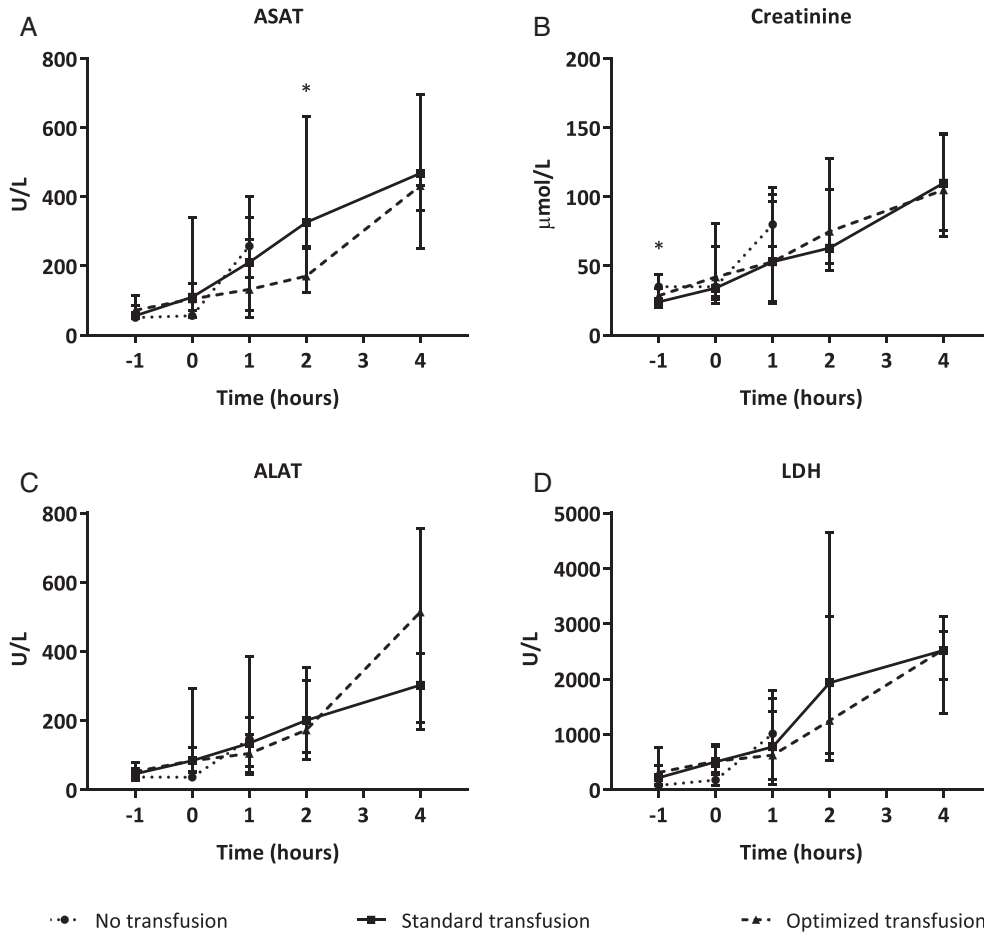 A
ASAT
800
600
400
200
0
U/L
*
-1 0 1 2 3 4
Time (hours)
B
Creatinine
200
150
100
50
0
µmol/L
*
-1 0 1 2 3 4
Time (hours)
C
ALAT
800
600
400
200
0
U/L
-1 0 1 2 3 4
Time (hours)
D
LDH
5000
4000
3000
2000
1000
0
U/L
-1 0 1 2 3 4
Time (hours)
No transfusion Standard transfusion Optimized transfusion